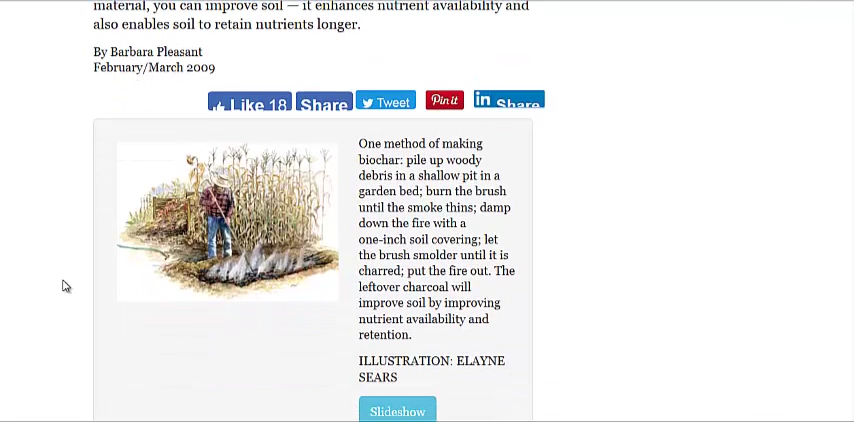 material, you can improve soil — it enhances nutrient availability and
also enables soil to retain nutrients longer.
By Barbara Pleasant
February/March 2009
Like 18 Share Tweet Pin it in Share
One method of making
biochar: pile up woody
debris in a shallow pit in a
garden bed; burn the brush
until the smoke thins; damp
down the fire with a
one-inch soil covering; let
the brush smolder until it is
charred; put the fire out. The
leftover charcoal will
improve soil by improving
nutrient availability and
retention.
ILLUSTRATION: ELAYNE
SEARS
Slideshow